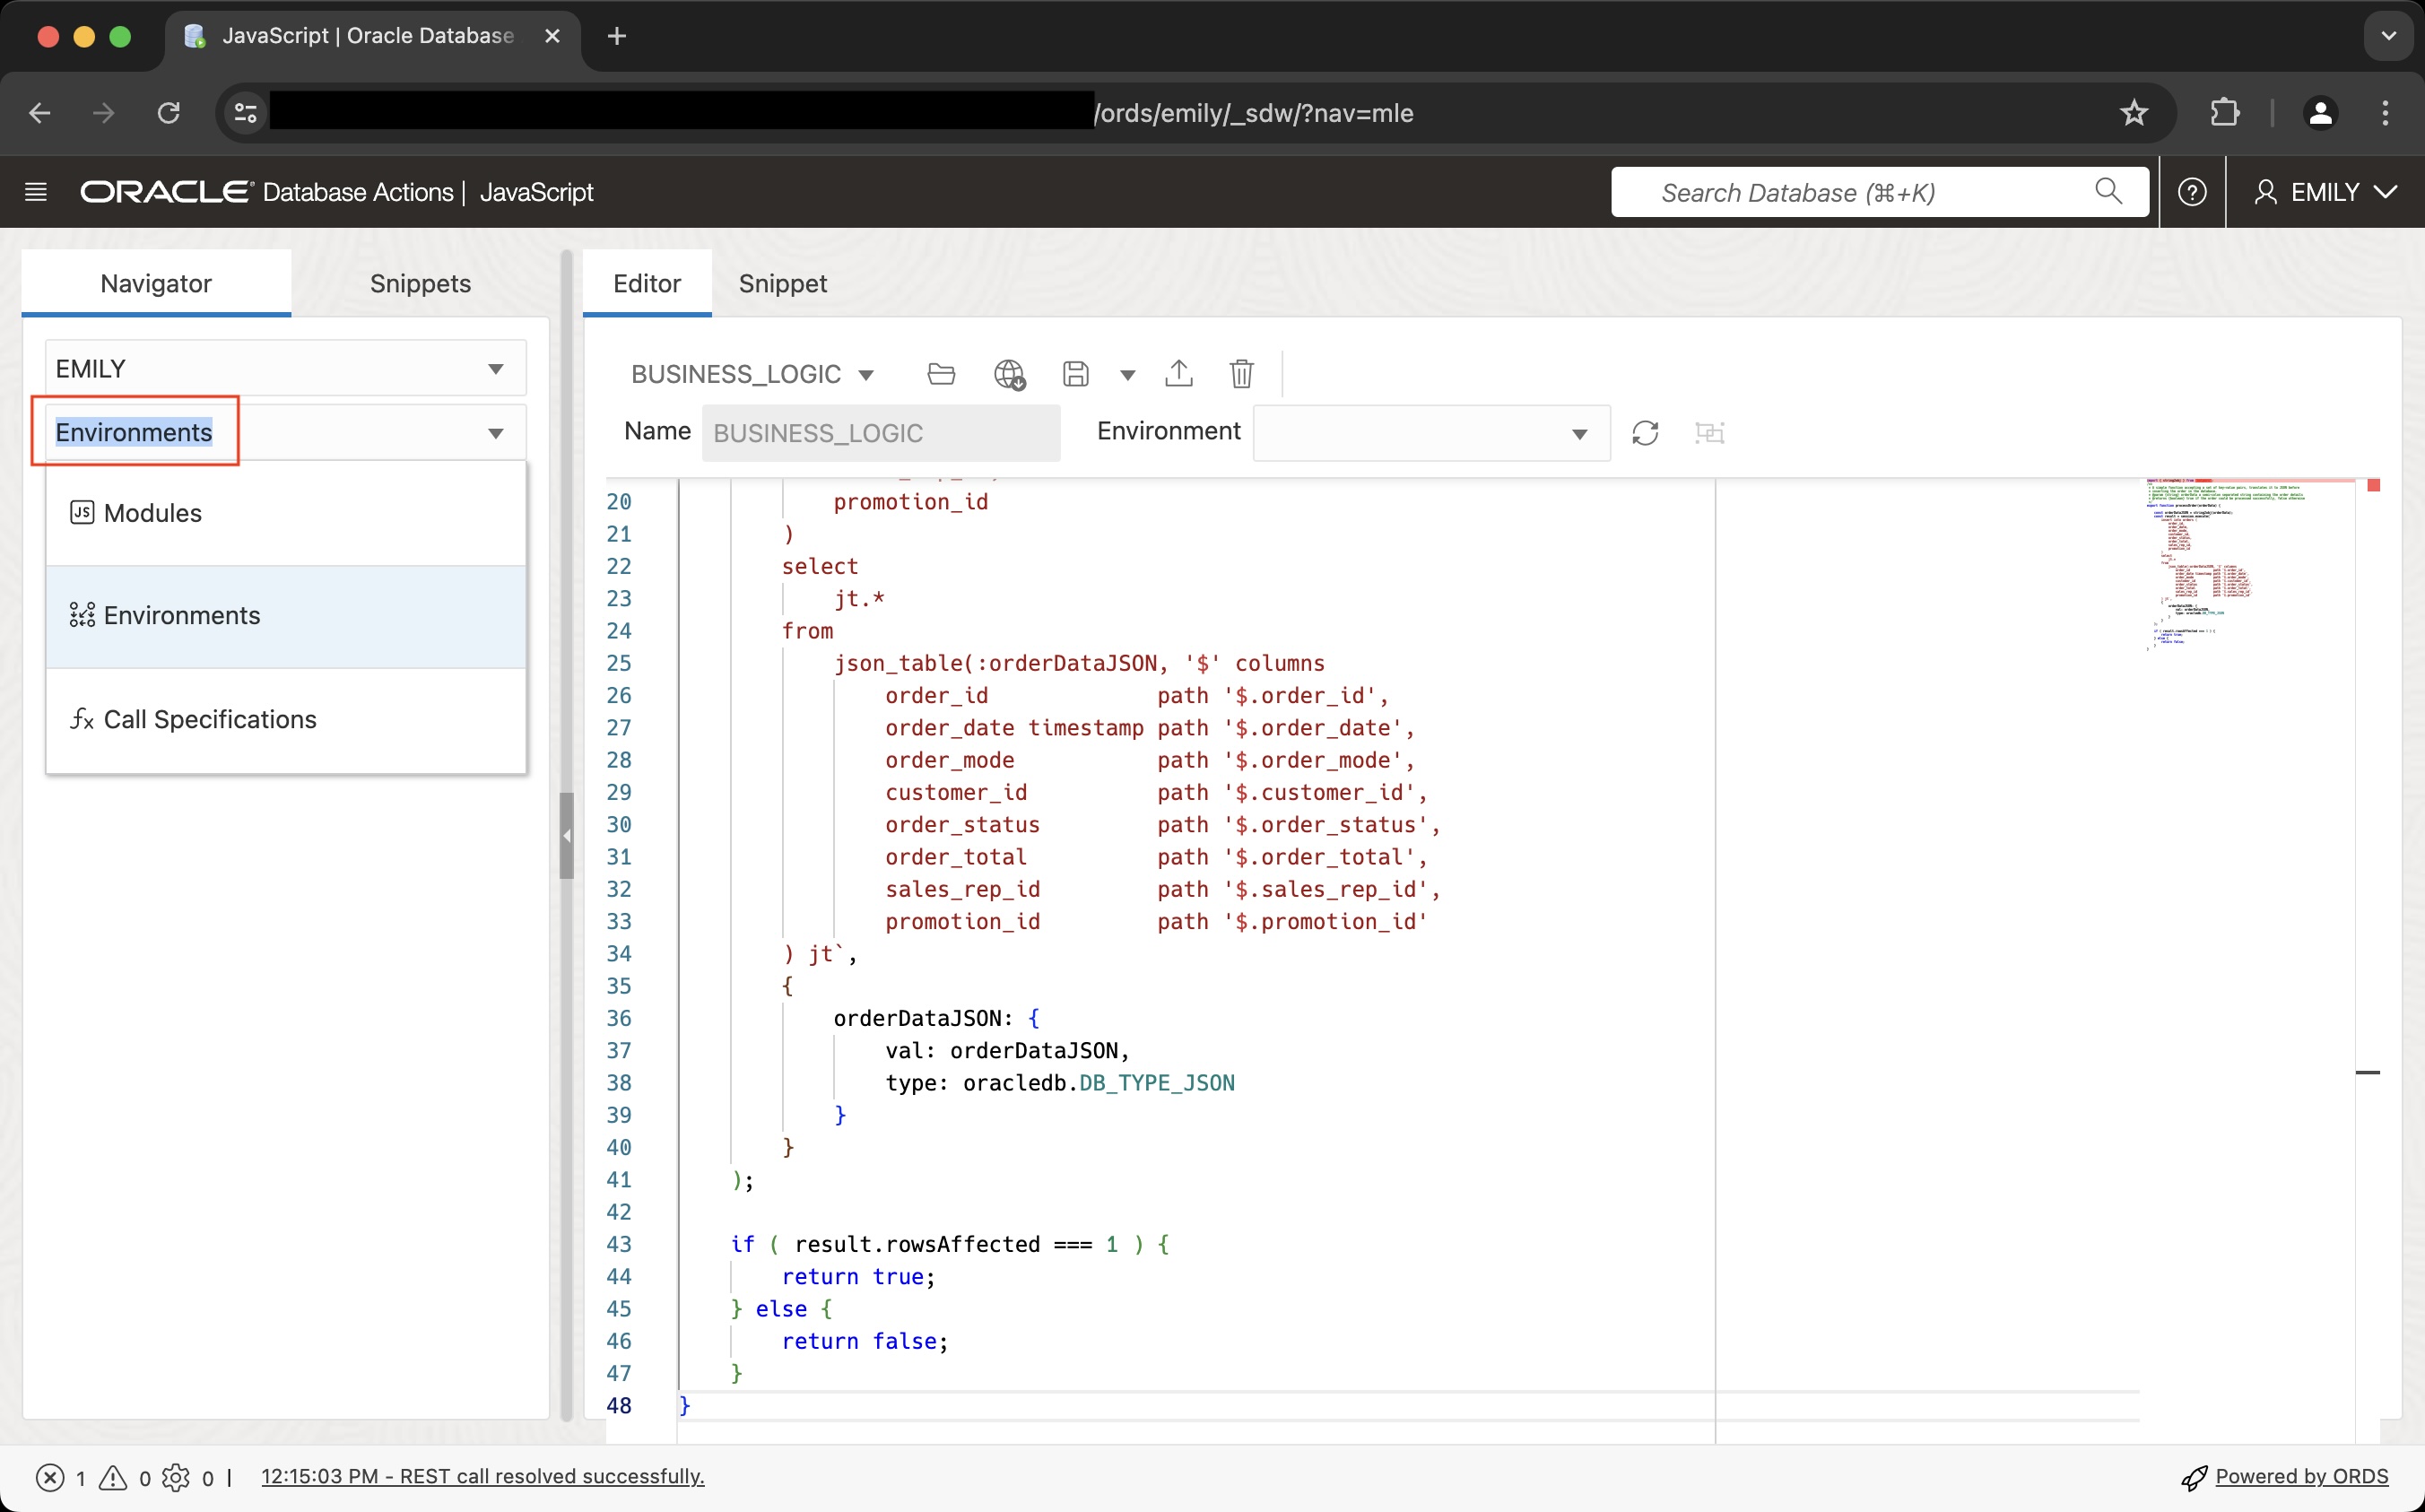 JavaScript | Oracle Database
/ords/emily/_sdw/?nav=mle
ORACLE Database Actions | JavaScript
Search Database (⌘+K)
EMILY
Navigator
Snippets
Editor
Snippet
EMILY
Environments
Modules
Environments
Call Specifications
BUSINESS_LOGIC
Name BUSINESS_LOGIC Environment
20 promotion_id
21 )
22 select
23 jt.*
24 from
25 json_table(:orderDataJSON, '$' columns
26 order_id path '$.order_id',
27 order_date timestamp path '$.order_date',
28 order_mode path '$.order_mode',
29 customer_id path '$.customer_id',
30 order_status path '$.order_status',
31 order_total path '$.order_total',
32 sales_rep_id path '$.sales_rep_id',
33 promotion_id path '$.promotion_id'
34 ) jt`,
35 {
36 orderDataJSON: {
37 val: orderDataJSON,
38 type: oracledb.DB_TYPE_JSON
39 }
40 }
41 );
42
43 if ( result.rowsAffected === 1 ) {
44 return true;
45 } else {
46 return false;
47 }
48 }
1 0 0 | 12:15:03 PM - REST call resolved successfully.
Powered by ORDS